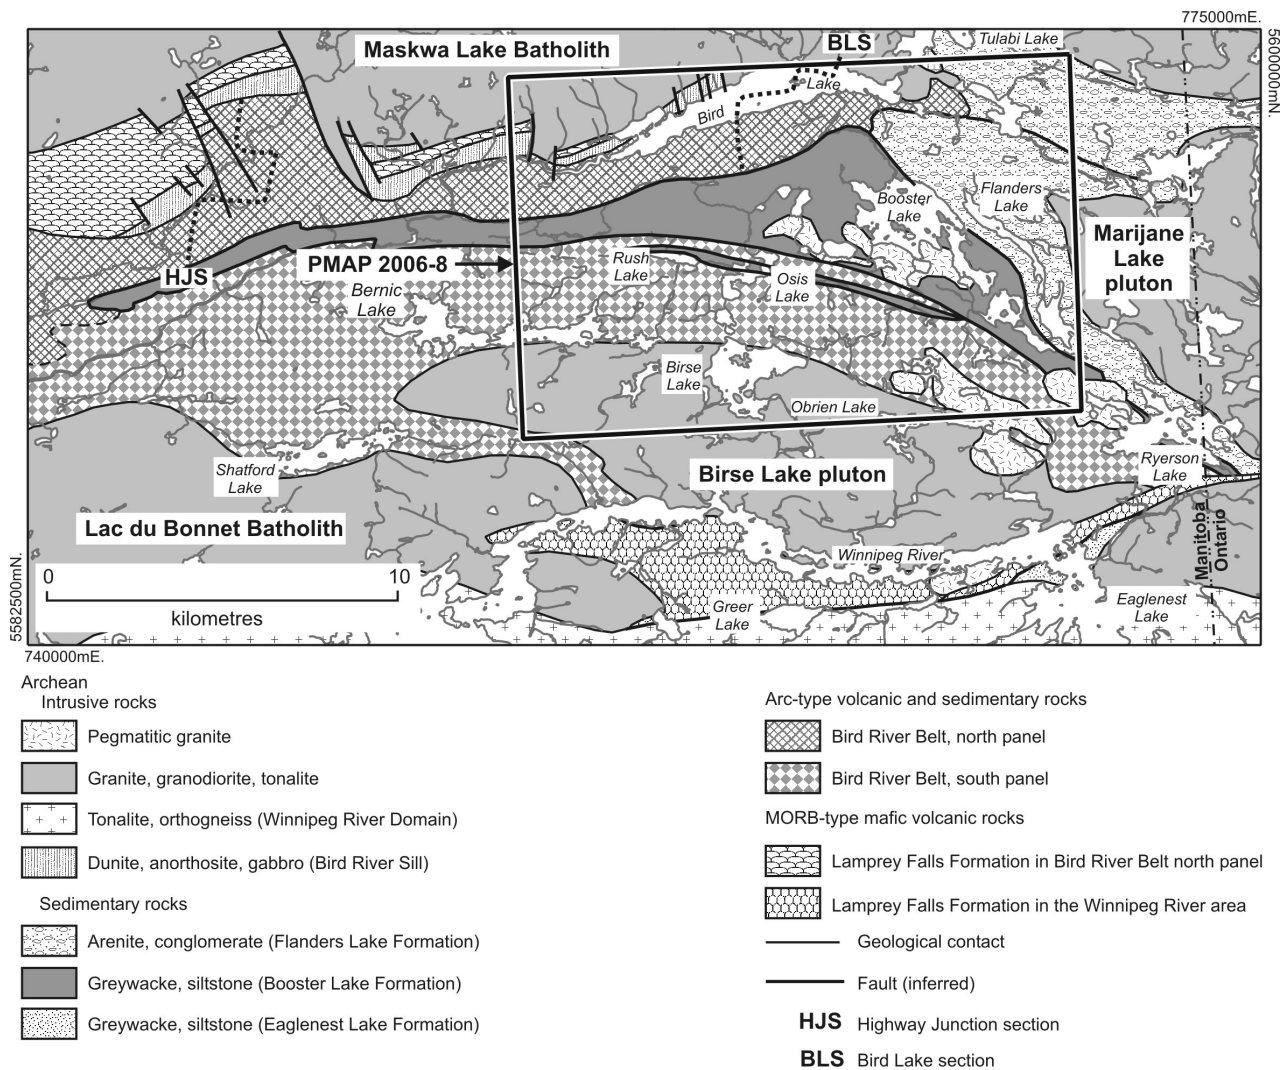 775000mE.
5600000mN.
Maskwa Lake Batholith
BLS
Tulabi Lake
Lake
Bird
Booster
Lake
Flanders
Lake
Marijane
Lake
pluton
HJS
PMAP 2006-8
Bernic
Lake
Rush
Lake
Osis
Lake
Birse
Lake
Obrien Lake
Shatford
Lake
Birse Lake pluton
Ryerson
Lake
Lac du Bonnet Batholith
Manitoba
Ontario
Winnipeg River
0 10
kilometres
Greer
Lake
Eaglenest
Lake
5582500mN.
740000mE.
Archean
Intrusive rocks
Pegmatitic granite
Granite, granodiorite, tonalite
Tonalite, orthogneiss (Winnipeg River Domain)
Dunite, anorthosite, gabbro (Bird River Sill)
Sedimentary rocks
Arenite, conglomerate (Flanders Lake Formation)
Greywacke, siltstone (Booster Lake Formation)
Greywacke, siltstone (Eaglenest Lake Formation)
Arc-type volcanic and sedimentary rocks
Bird River Belt, north panel
Bird River Belt, south panel
MORB-type mafic volcanic rocks
Lamprey Falls Formation in Bird River Belt north panel
Lamprey Falls Formation in the Winnipeg River area
Geological contact
Fault (inferred)
HJS Highway Junction section
BLS Bird Lake section